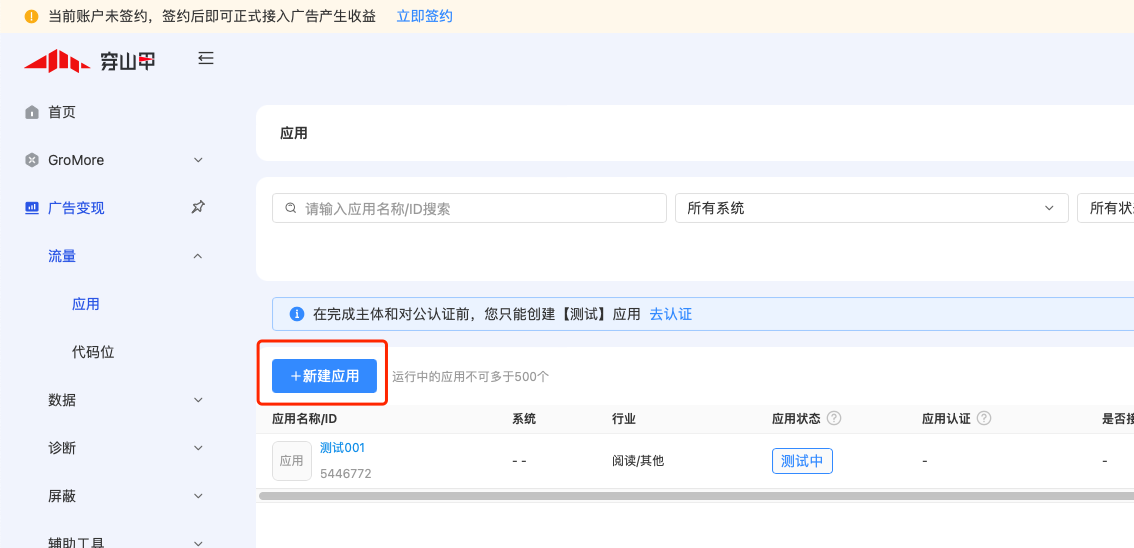 当前账户未签约，签约后即可正式接入广告产生收益 立即签约
穿山甲
首页
GroMore
广告变现
流量
应用
代码位
数据
诊断
屏蔽
辅助工具
应用
请输入应用名称/ID搜索 所有系统 所有状
在完成主体和对公认证前，您只能创建【测试】应用 去认证
+新建应用 运行中的应用不可多于500个
应用名称/ID 系统 行业 应用状态 应用认证 是否接
应用 测试001 - - 阅读/其他 测试中 - -
5446772